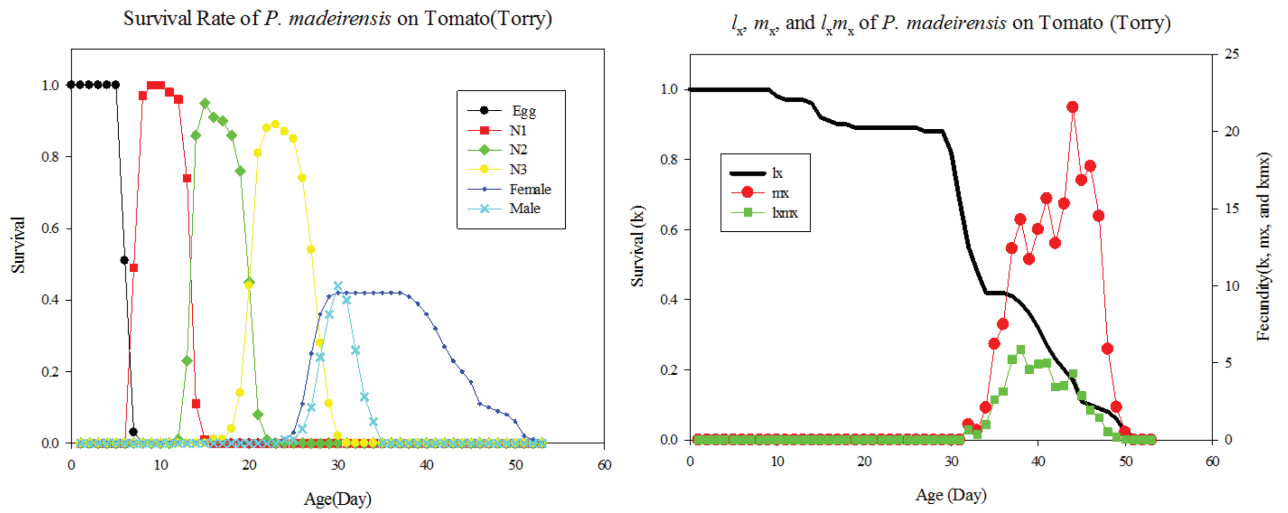 Survival Rate of P. madeirensis on Tomato(Torry)
Survival
1.0
0.8
0.6
0.4
0.2
0.0
0
10
20
30
40
50
60
Age(Day)
Egg
N1
N2
N3
Female
Male
lx, mx, and lxmx of P. madeirensis on Tomato (Torry)
Survival (lx)
1.0
0.8
0.6
0.4
0.2
0.0
0
10
20
30
40
50
60
Age (Day)
lx
mx
lxmx
25
20
15
10
5
0
Fecundity(lx, mx, and lxmx)